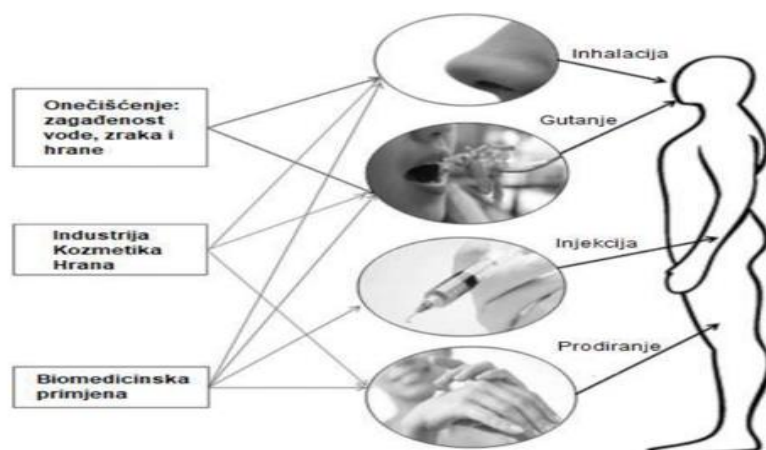 Onečišćenje:
zagađenost
vode, zraka i
hrane
Industrija
Kozmetika
Hrana
Biomedicinska
primjena
Inhalacija
Gutanje
Injekcija
Prodiranje